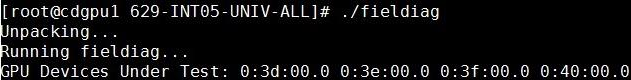 [root@cdgpu1 629-INT05-UNIV-ALL]# ./fieldiag
Unpacking...
Running fieldiag...
GPU Devices Under Test: 0:3d:00.0 0:3e:00.0 0:3f:00.0 0:40:00.0